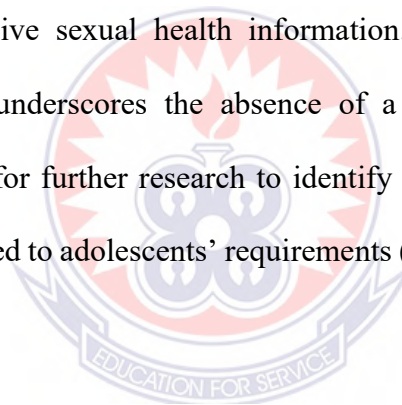 ive sexual health information
underscores the absence of a
for further research to identify
ed to adolescents’ requirements (
EDUCATION FOR SERVICE